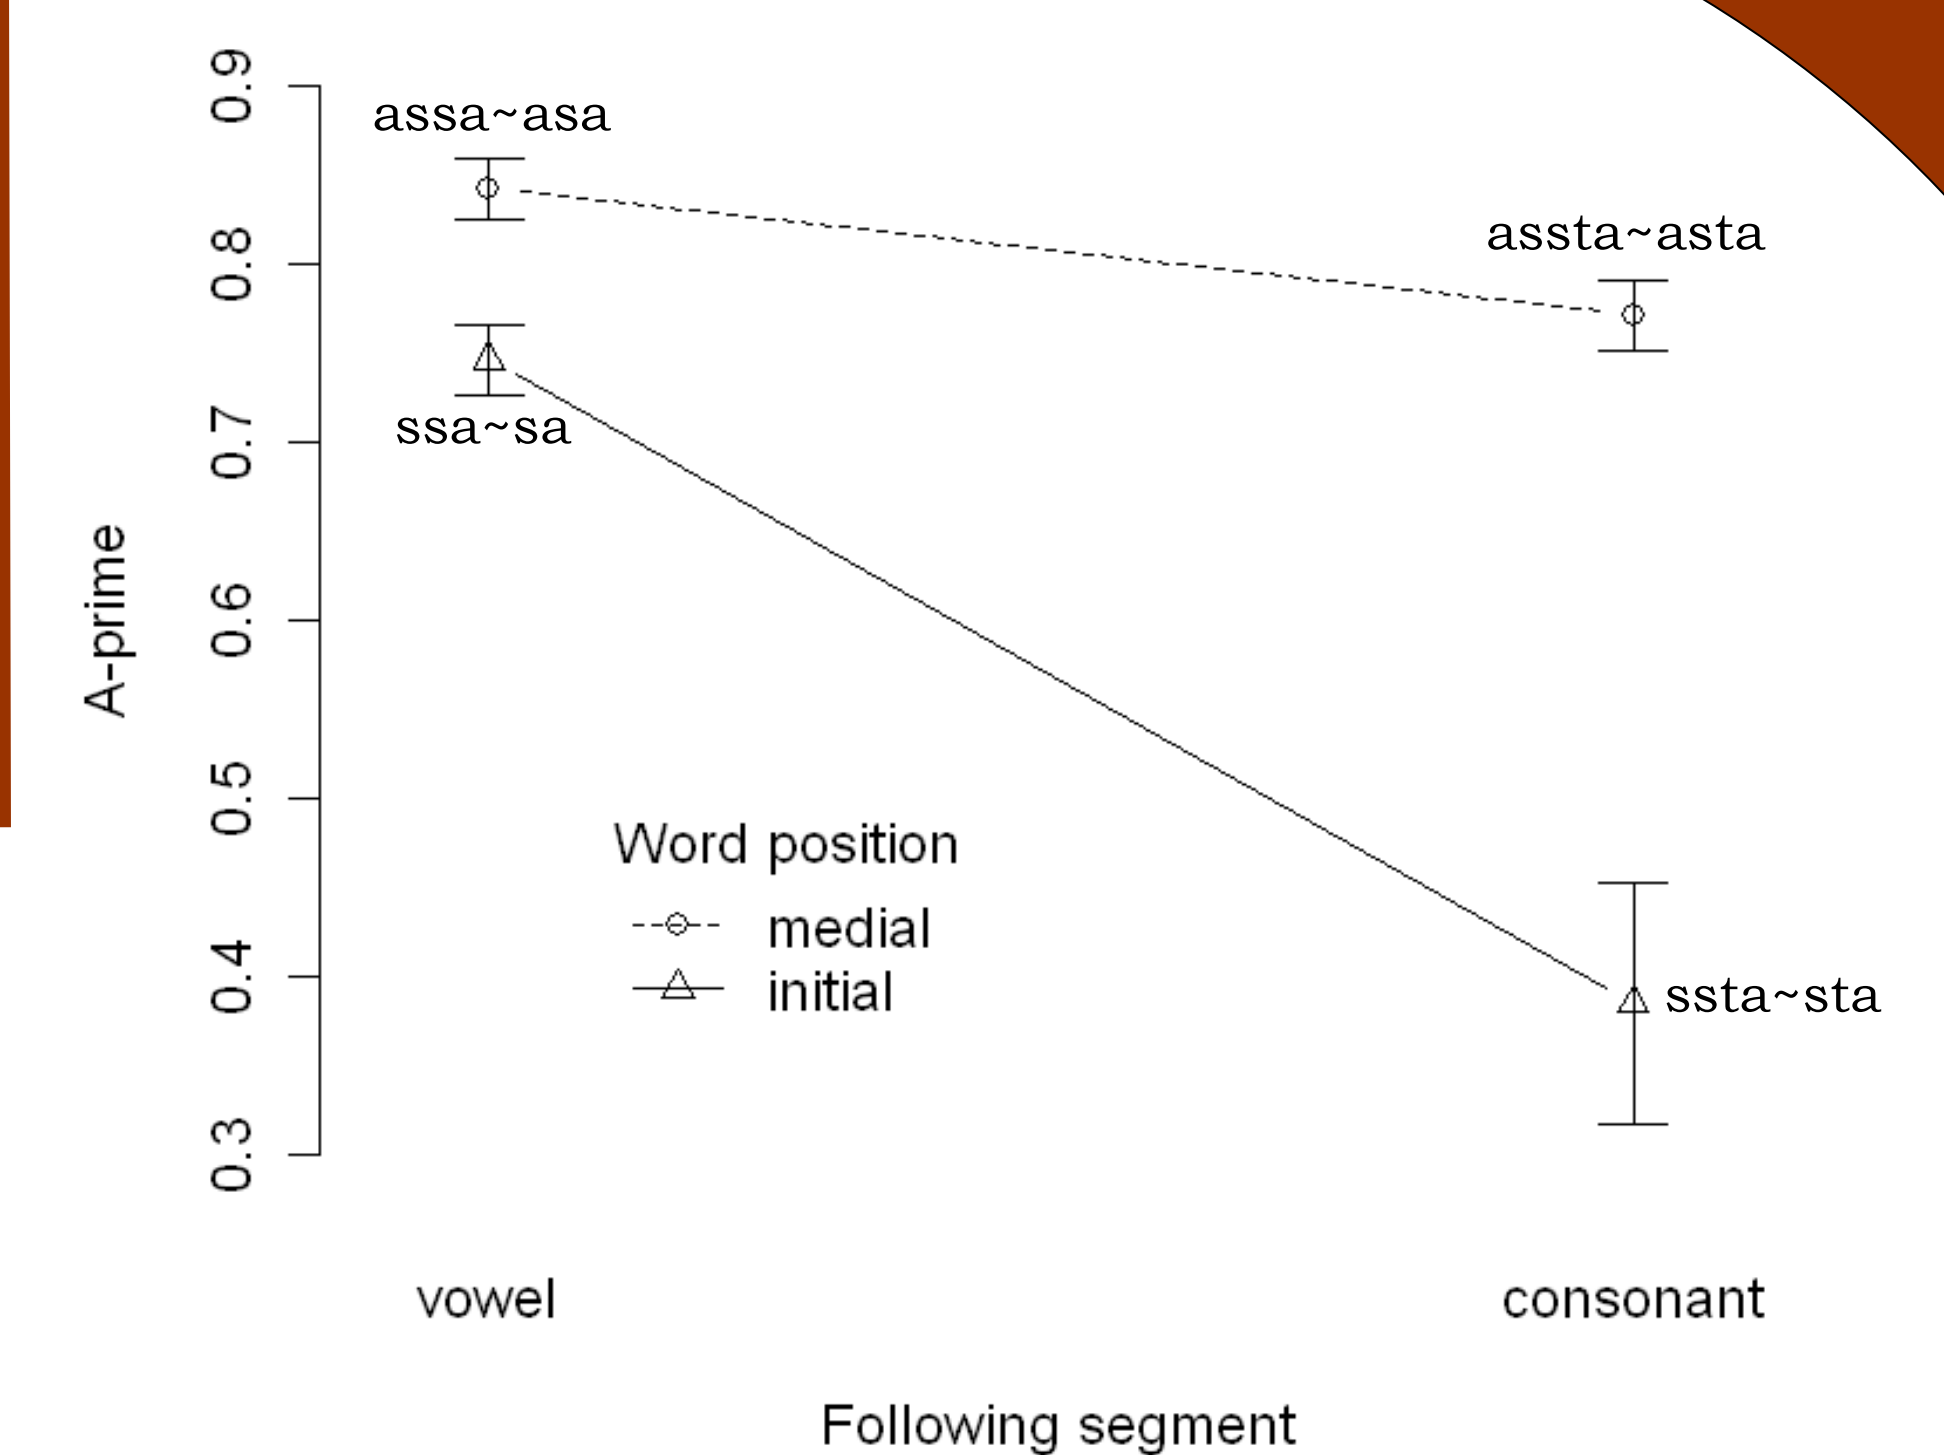 0.9
assa~asa
0.8
assta~asta
0.7
ssa~sa
A-prime
0.6
0.5
Word position
medial
initial
0.4
ssta~sta
0.3
vowel
consonant
Following segment